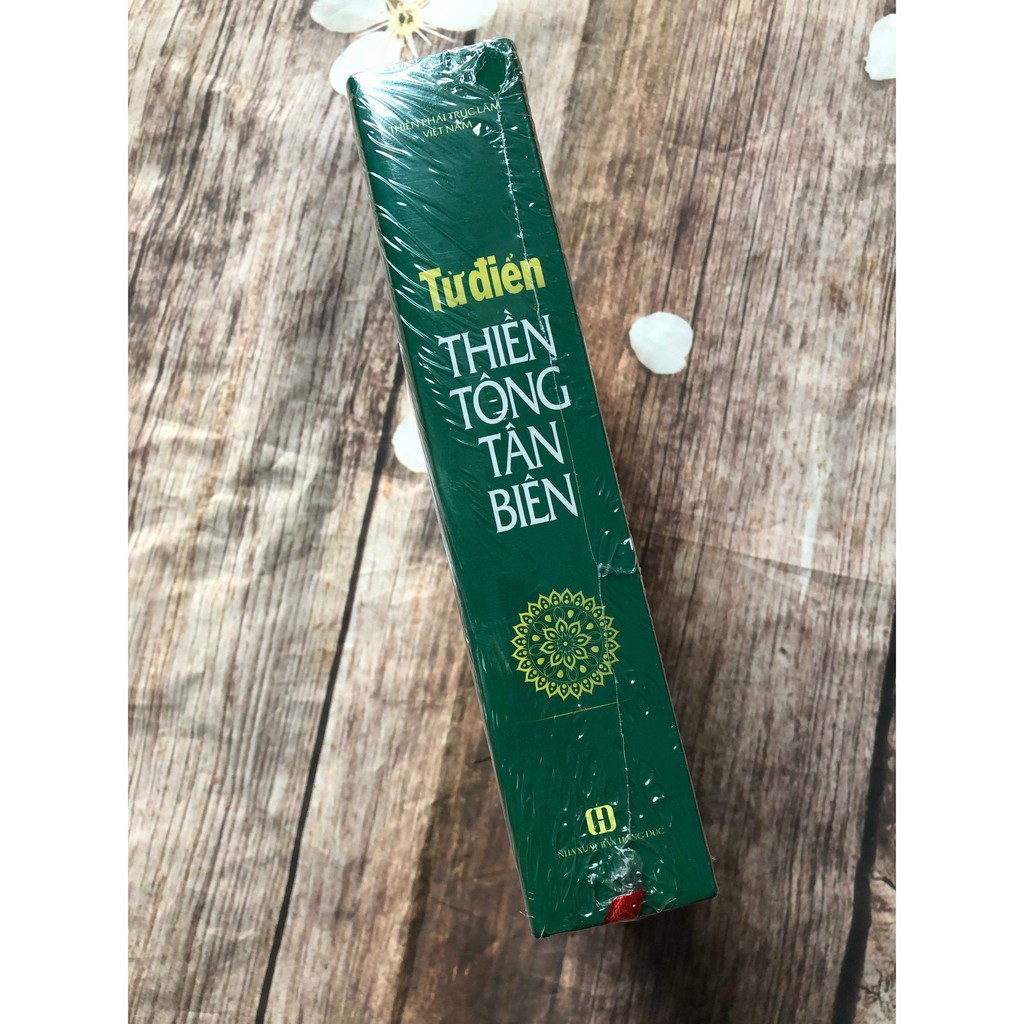 THIỀN PHÁI TRÚC LÂM
VIỆT NAM
Từ điển
THIỀN
TÔNG
TÂN
BIÊN
NHÀ XUẤT BẢN HỒNG ĐỨC